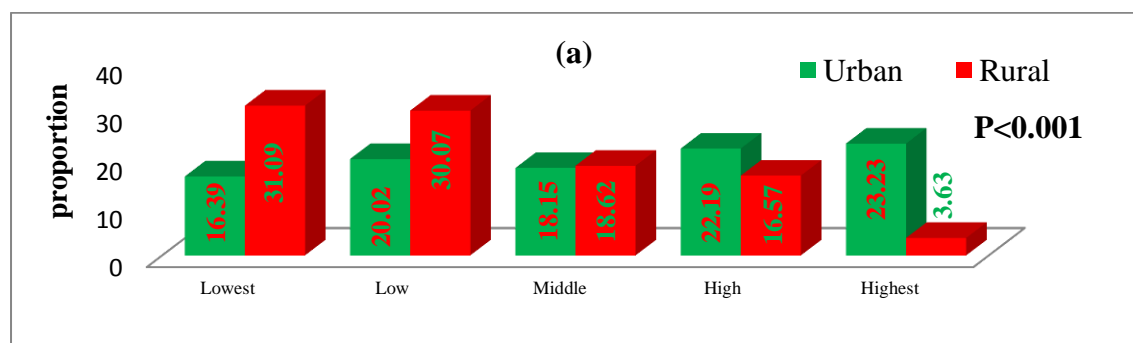 (a)
Urban Rural
P<0.001
proportion
40
30
20
10
0
16.39 31.09 20.02 30.07 18.15 18.62 22.19 16.57 23.23 3.63
Lowest Low Middle High Highest